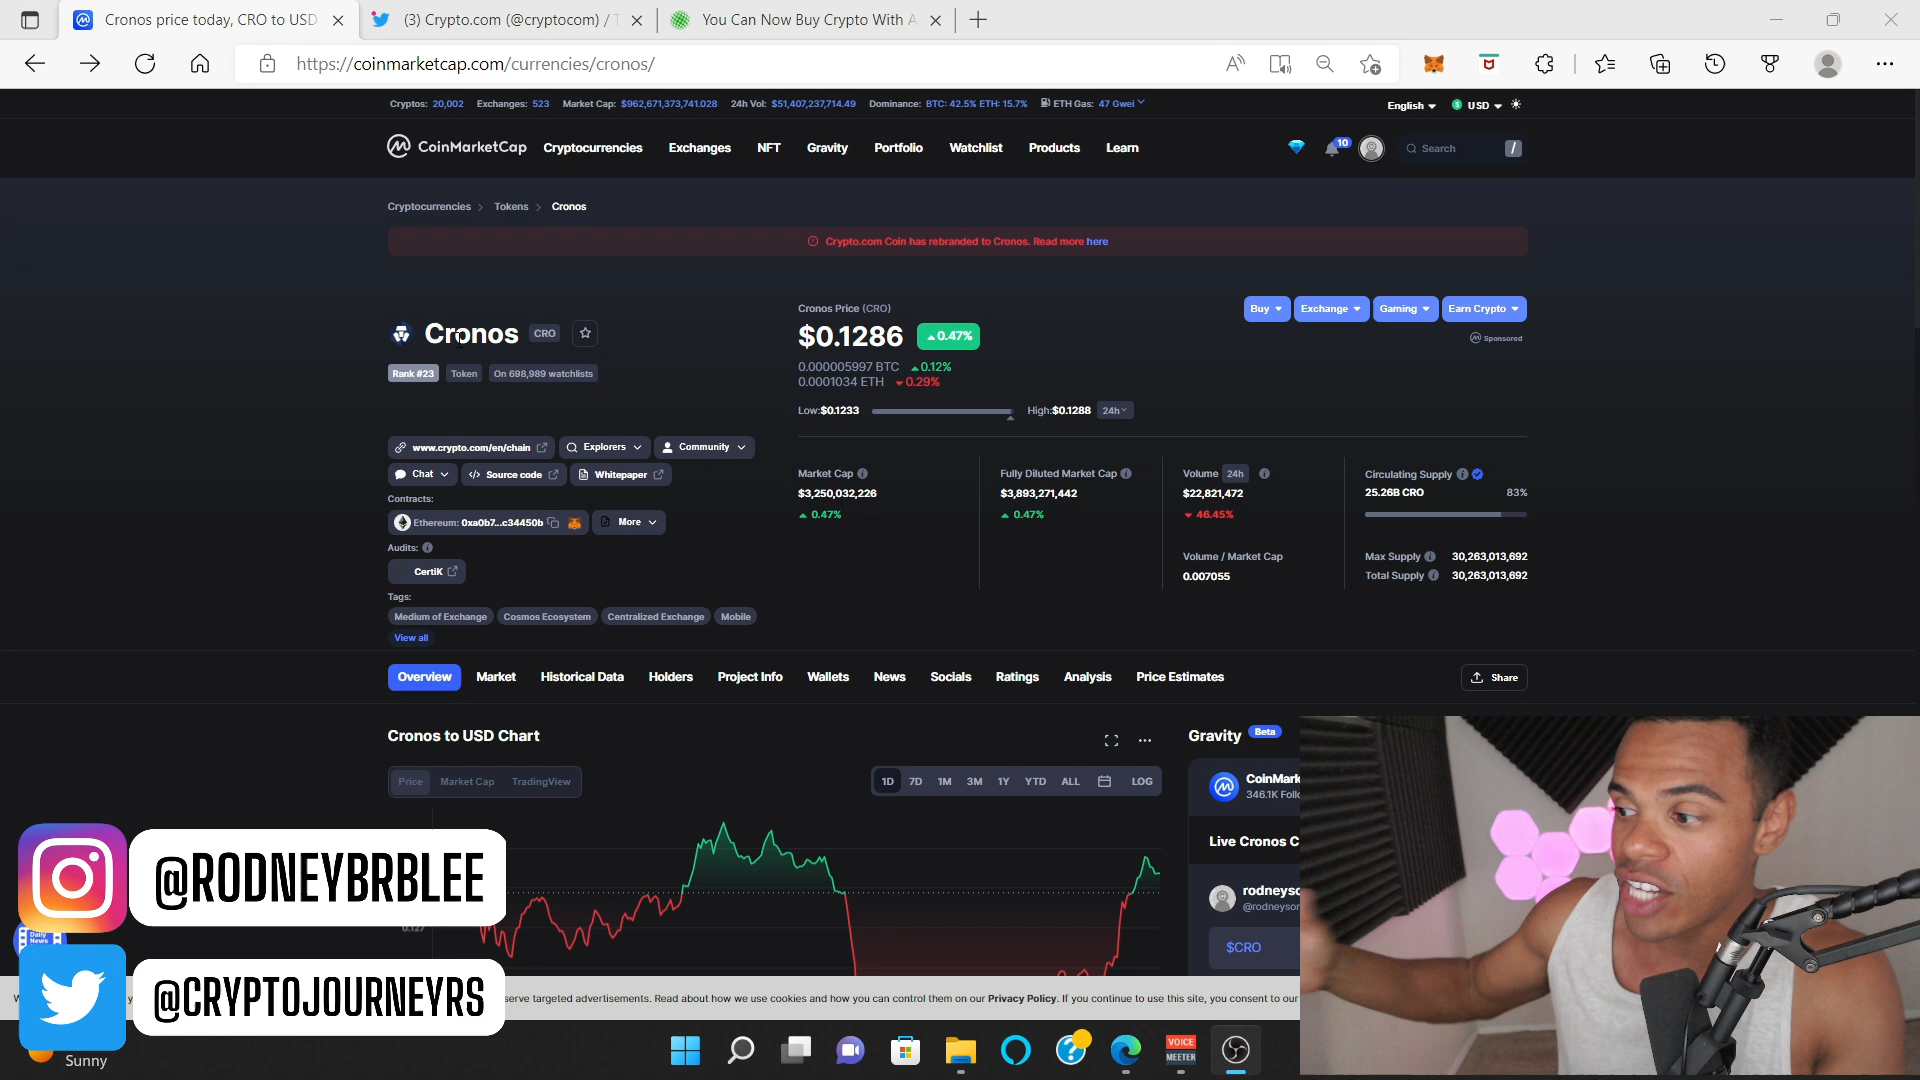 Cronos price today, CRO to USD
(3) Crypto.com (@cryptocom) / T
You Can Now Buy Crypto With A
https://coinmarketcap.com/currencies/cronos/
Cryptos: 20,002 Exchanges: 523 Market Cap: $962,671,373,741.028 24h Vol: $51,407,237,714.49 Dominance: BTC: 42.5% ETH: 15.7% ETH Gas: 47 Gwei
English USD
CoinMarketCap Cryptocurrencies Exchanges NFT Gravity Portfolio Watchlist Products Learn
10
Search /
Cryptocurrencies > Tokens > Cronos
Crypto.com Coin has rebranded to Cronos. Read more here
Cronos CRO
Rank #23 Token On 698,989 watchlists
Cronos Price (CRO)
$0.1286 0.47%
0.000005997 BTC 0.12%
0.0001034 ETH 0.29%
Low:$0.1233 High:$0.1288 24h
Buy Exchange Gaming Earn Crypto
Sponsored
www.crypto.com/en/chain Explorers Community
Chat Source code Whitepaper
Contracts:
Ethereum: 0xa0b7...c34450b More
Audits:
CertiK
Tags:
Medium of Exchange Cosmos Ecosystem Centralized Exchange Mobile
View all
Market Cap
$3,250,032,226
0.47%
Fully Diluted Market Cap
$3,893,271,442
0.47%
Volume 24h
$22,821,472
46.45%
Volume / Market Cap
0.007055
Circulating Supply
25.26B CRO 83%
Max Supply 30,263,013,692
Total Supply 30,263,013,692
Overview Market Historical Data Holders Project Info Wallets News Socials Ratings Analysis Price Estimates
Share
Cronos to USD Chart
Price Market Cap TradingView
1D 7D 1M 3M 1Y YTD ALL LOG
0.127
Gravity Beta
CoinMark
346.1K Follo
Live Cronos C
rodneyso
@rodneyson
$CRO
@RODNEYBRBLEE
Daily
News
@CRYPTOJOURNEYRS
serve targeted advertisements. Read about how we use cookies and how you can control them on our Privacy Policy. If you continue to use this site, you consent to our
Sunny
VOICE
MEETER